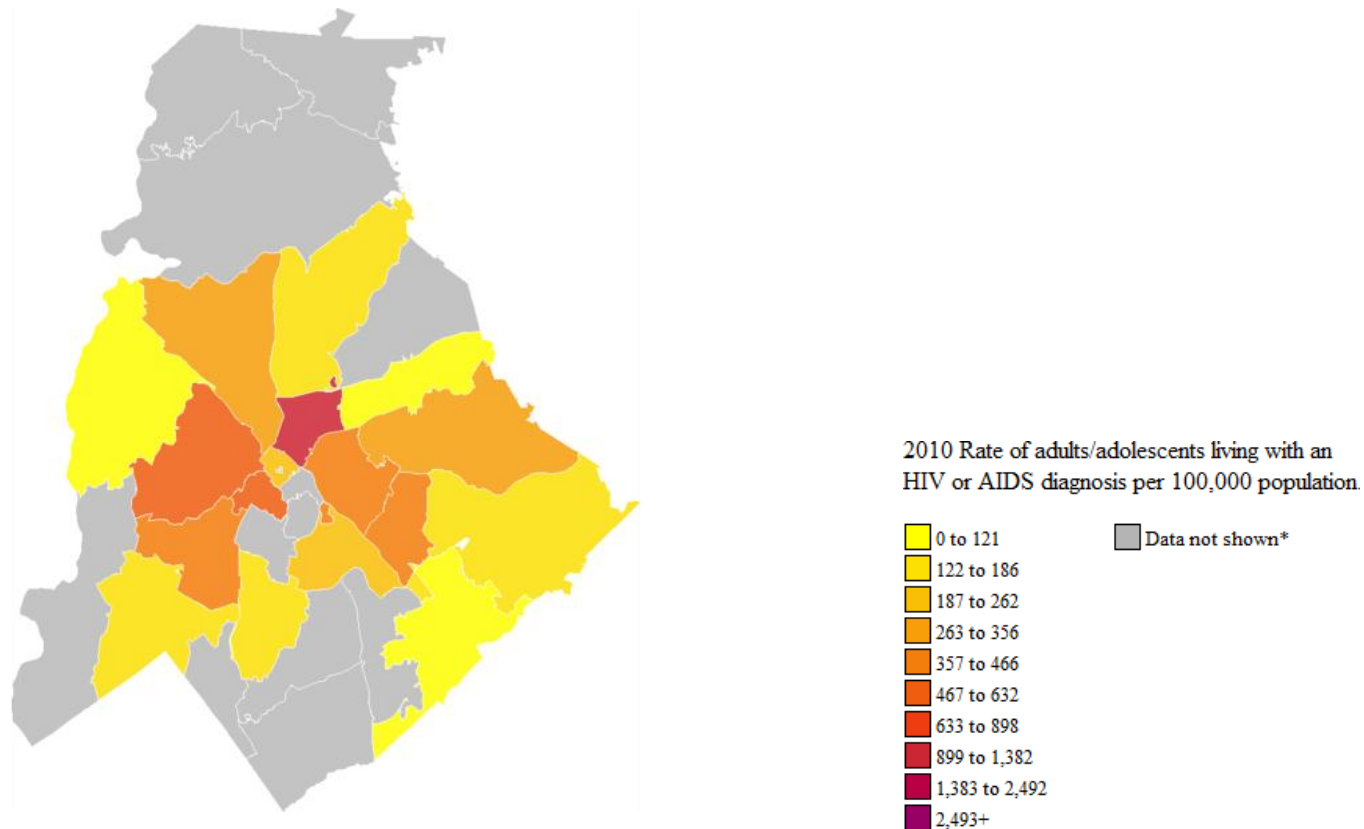 2010 Rate of adults/adolescents living with an
HIV or AIDS diagnosis per 100,000 population.
0 to 121
Data not shown*
122 to 186
187 to 262
263 to 356
357 to 466
467 to 632
633 to 898
899 to 1,382
1,383 to 2,492
2,493+